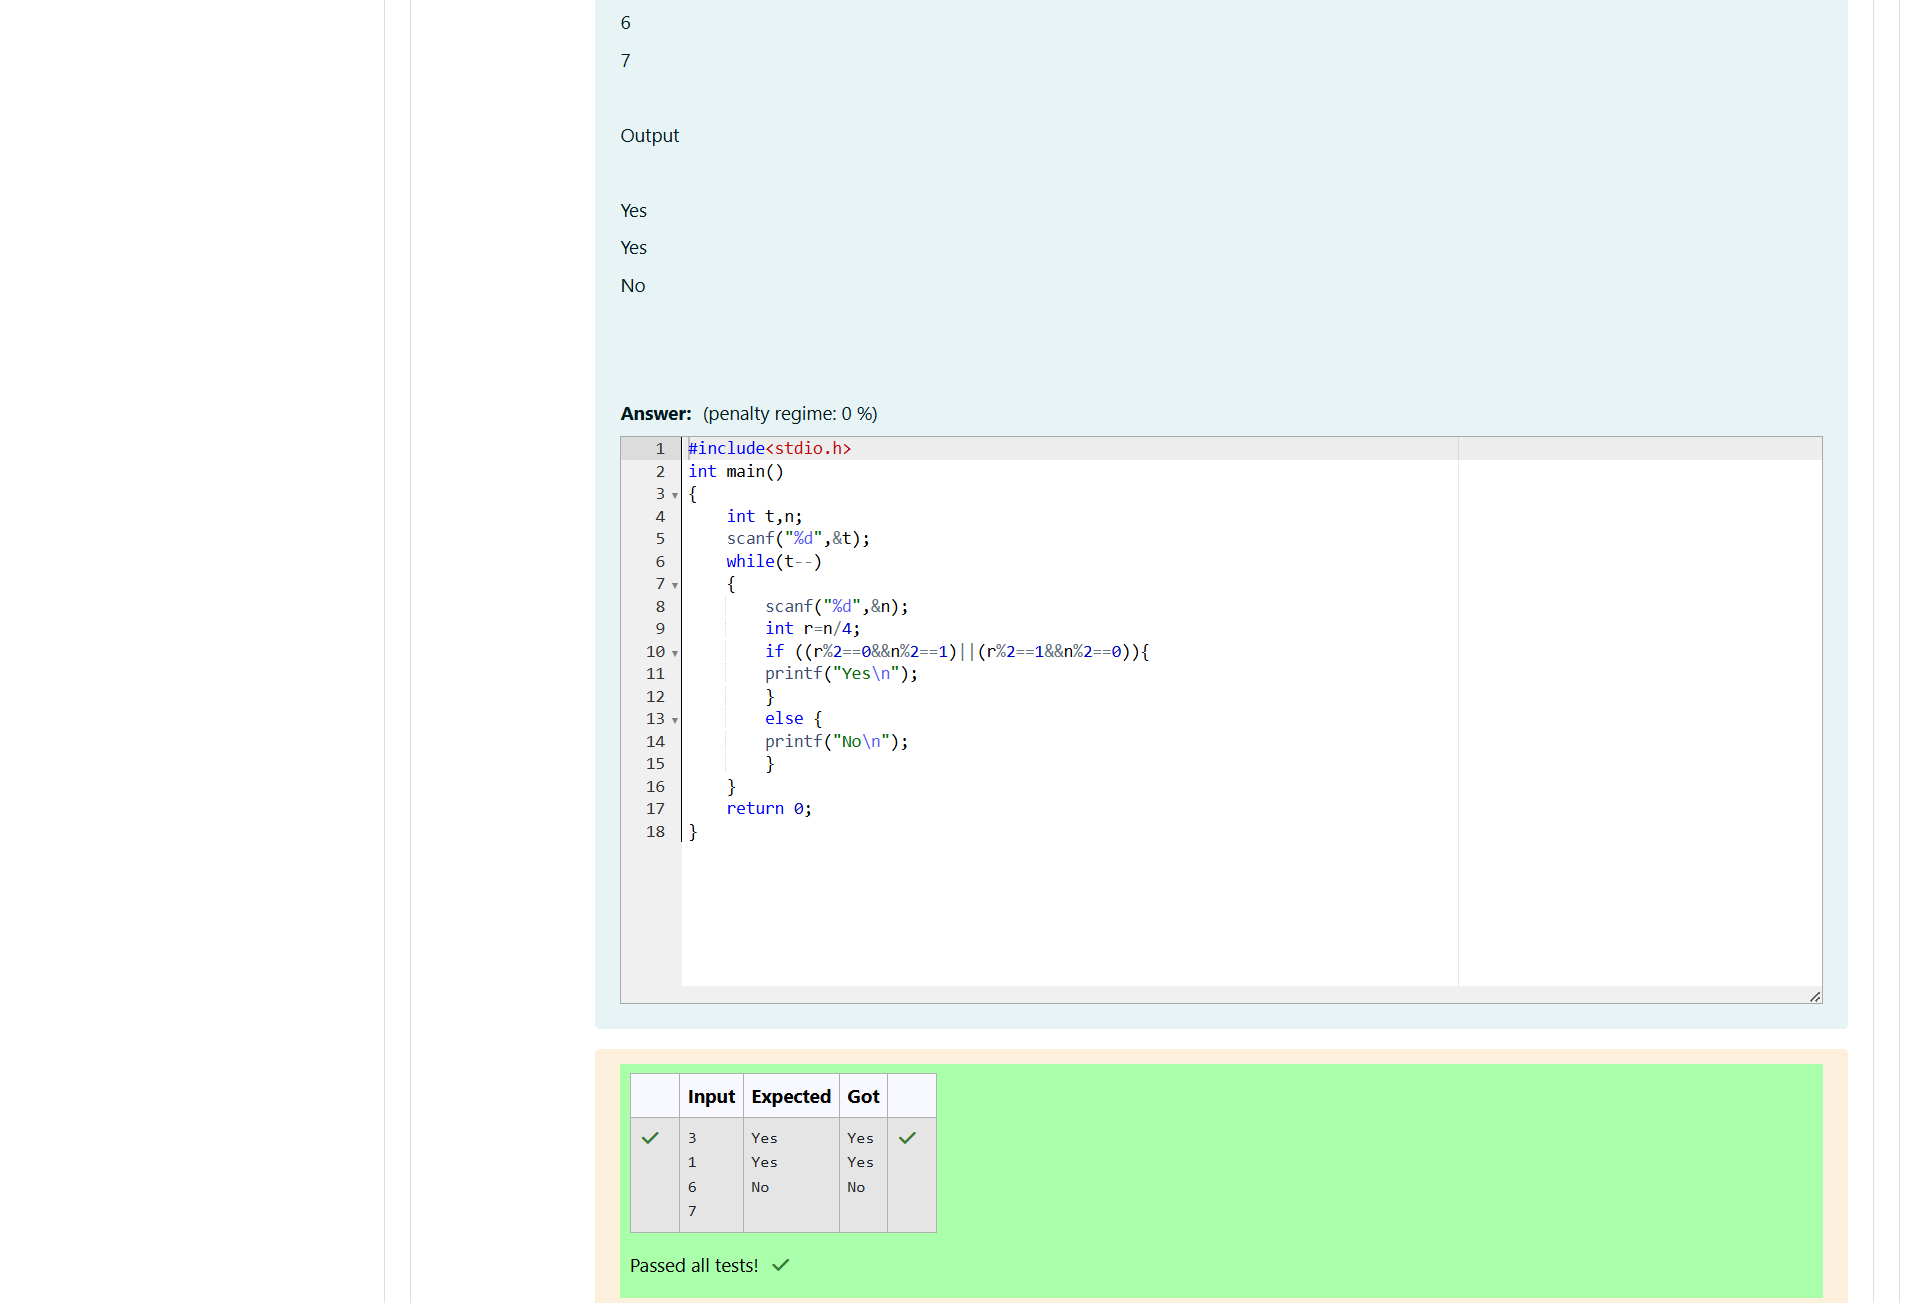 6
7
Output
Yes
Yes
No
Answer: (penalty regime: 0 %)
1 #include<stdio.h>
2 int main()
3 {
4     int t,n;
5     scanf("%d",&t);
6     while(t--)
7     {
8         scanf("%d",&n);
9         int r=n/4;
10         if ((r%2==0&&n%2==1)||(r%2==1&&n%2==0)){
11         printf("Yes\n");
12         }
13         else {
14         printf("No\n");
15         }
16     }
17     return 0;
18 }
Input Expected Got
3 Yes Yes
1 Yes Yes
6 No No
7
Passed all tests!